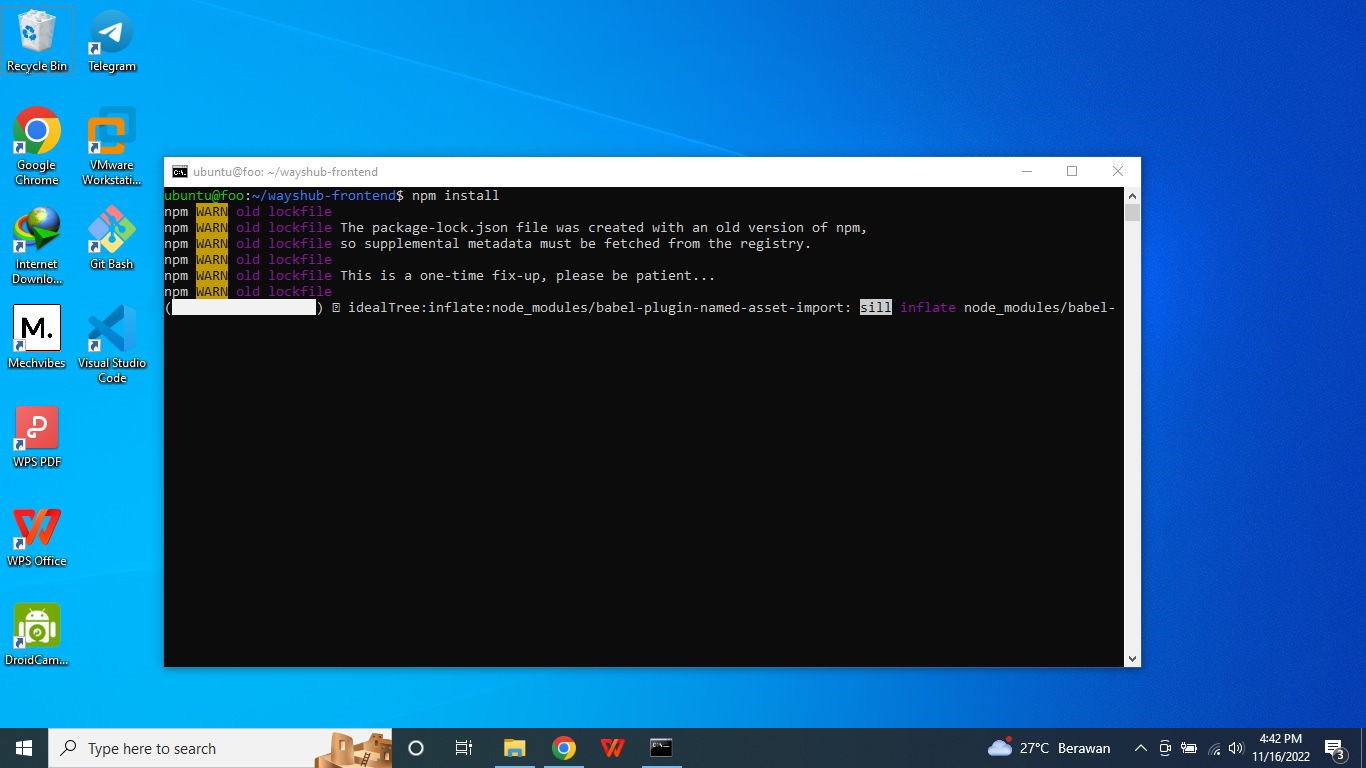 Recycle Bin
Telegram
Google
Chrome
VMware
Workstati...
Internet
Downlo...
Git Bash
M.
Mechvibes
Visual Studio
Code
WPS PDF
WPS Office
DroidCam...
ubuntu@foo: ~/wayshub-frontend
ubuntu@foo:~/wayshub-frontend$ npm install
npm WARN old lockfile
npm WARN old lockfile The package-lock.json file was created with an old version of npm,
npm WARN old lockfile so supplemental metadata must be fetched from the registry.
npm WARN old lockfile
npm WARN old lockfile This is a one-time fix-up, please be patient...
npm WARN old lockfile
( ) idealTree:inflate:node_modules/babel-plugin-named-asset-import: sill inflate node_modules/babel-
Type here to search
27°C Berawan
4:42 PM
11/16/2022
3